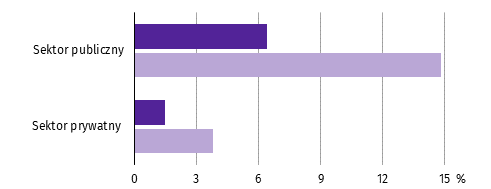 Sektor publiczny
Sektor prywatny
0 3 6 9 12 15 %